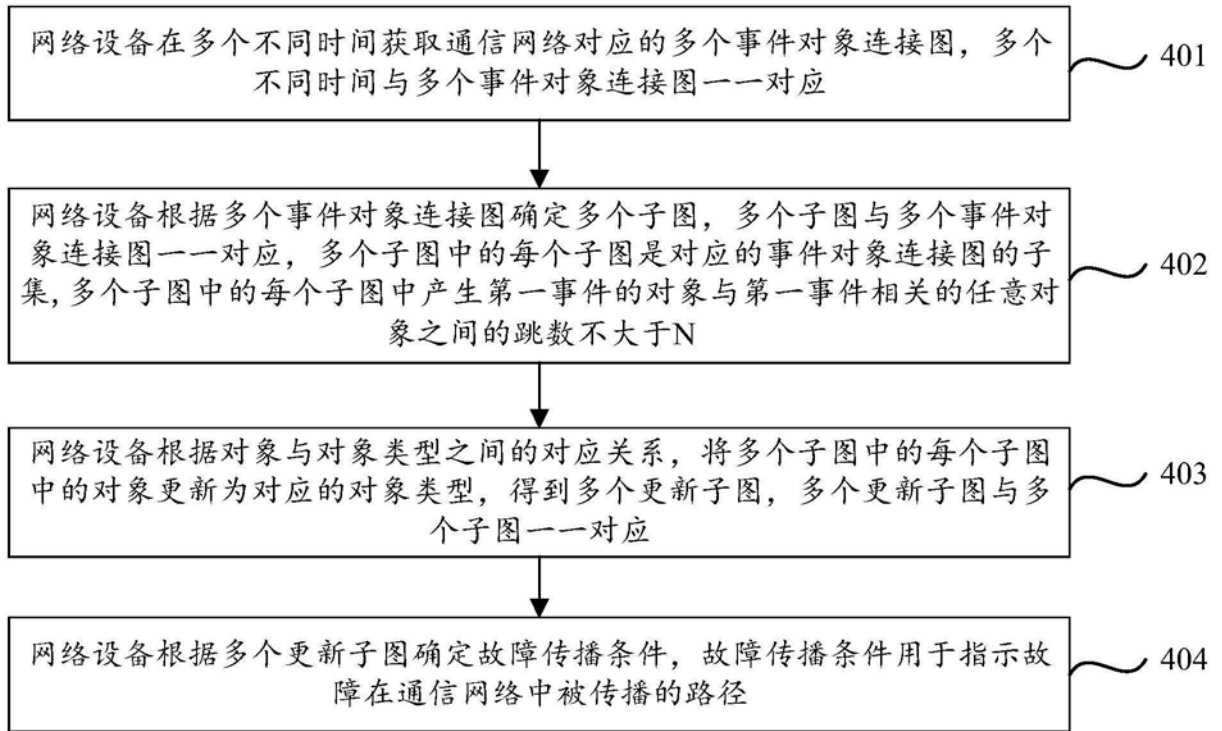 网络设备在多个不同时间获取通信网络对应的多个事件对象连接图，多个
不同时间与多个事件对象连接图一一对应
401
网络设备根据多个事件对象连接图确定多个子图，多个子图与多个事件对
象连接图一一对应，多个子图中的每个子图是对应的事件对象连接图的子
集,多个子图中的每个子图中产生第一事件的对象与第一事件相关的任意对
象之间的跳数不大于N
402
网络设备根据对象与对象类型之间的对应关系，将多个子图中的每个子图
中的对象更新为对应的对象类型，得到多个更新子图，多个更新子图与多
个子图一一对应
403
网络设备根据多个更新子图确定故障传播条件，故障传播条件用于指示故
障在通信网络中被传播的路径
404